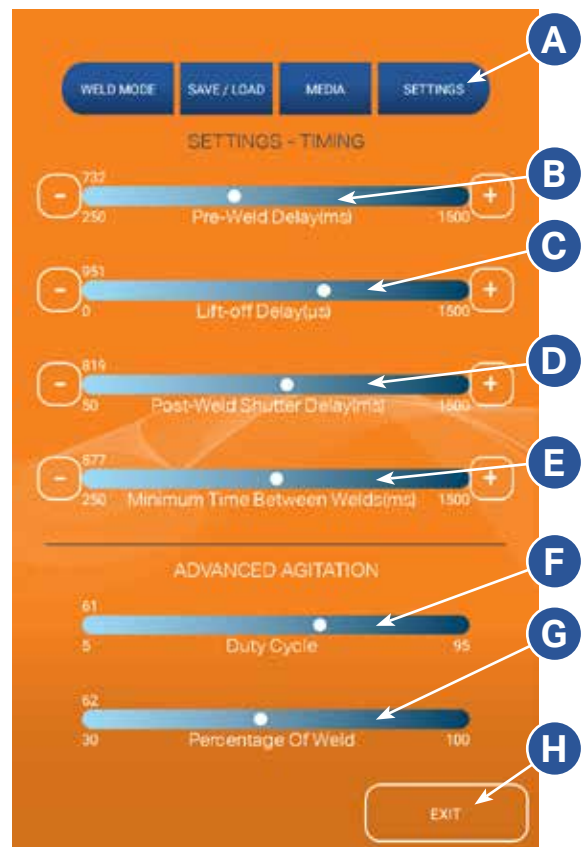 A
WELD MODE SAVE / LOAD MEDIA SETTINGS
SETTINGS - TIMING
732
B
- +
250 Pre-Weld Delay(ms) 1500
C
951
- +
0 Lift-off Delay(µs) 1500
D
819
- +
50 Post-Weld Shutter Delay(ms) 1500
E
877
- +
250 Minimum Time Between Welds(ms) 1500
ADVANCED AGITATION
F
61
5 Duty Cycle 95
G
62
30 Percentage Of Weld 100
H
EXIT